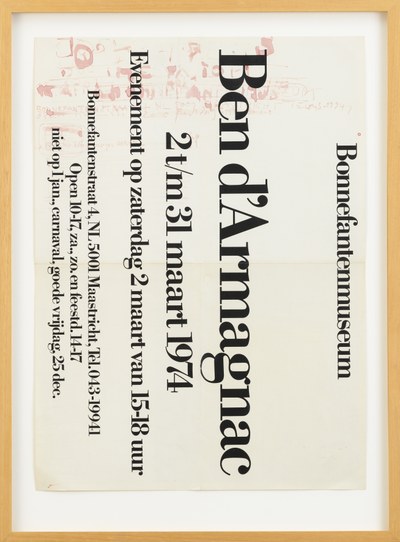 Bonnefantenmuseum
Ben d'Armagnac
2 t/m 31 maart 1974
Evenement op zaterdag 2 maart van 15-18 uur
Bonnefantenstraat 4, NL 5001 Maastricht, Tel. 043-19941
Open 10-17, za., zo. en feestd. 14-17
niet op 1 jan., carnaval, goede vrijdag, 25 dec.